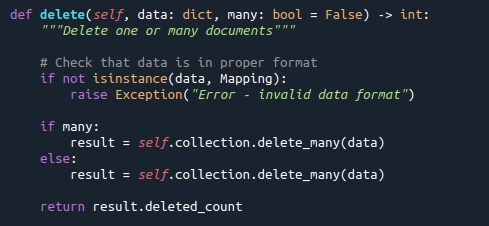 def delete(self, data: dict, many: bool = False) -> int:
    """Delete one or many documents"""
    # Check that data is in proper format
    if not isinstance(data, Mapping):
        raise Exception("Error - invalid data format")
    if many:
        result = self.collection.delete_many(data)
    else:
        result = self.collection.delete_many(data)
    return result.deleted_count